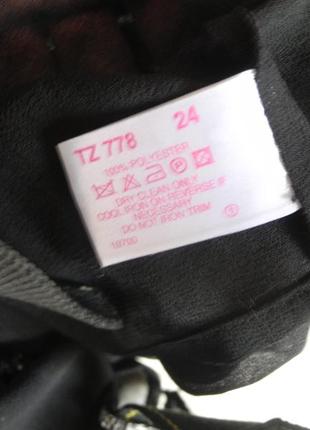 TZ 778 24
100% POLYESTER
DRY CLEAN ONLY
COOL IRON ON REVERSE IF
NECESSARY
DO NOT IRON TRIM